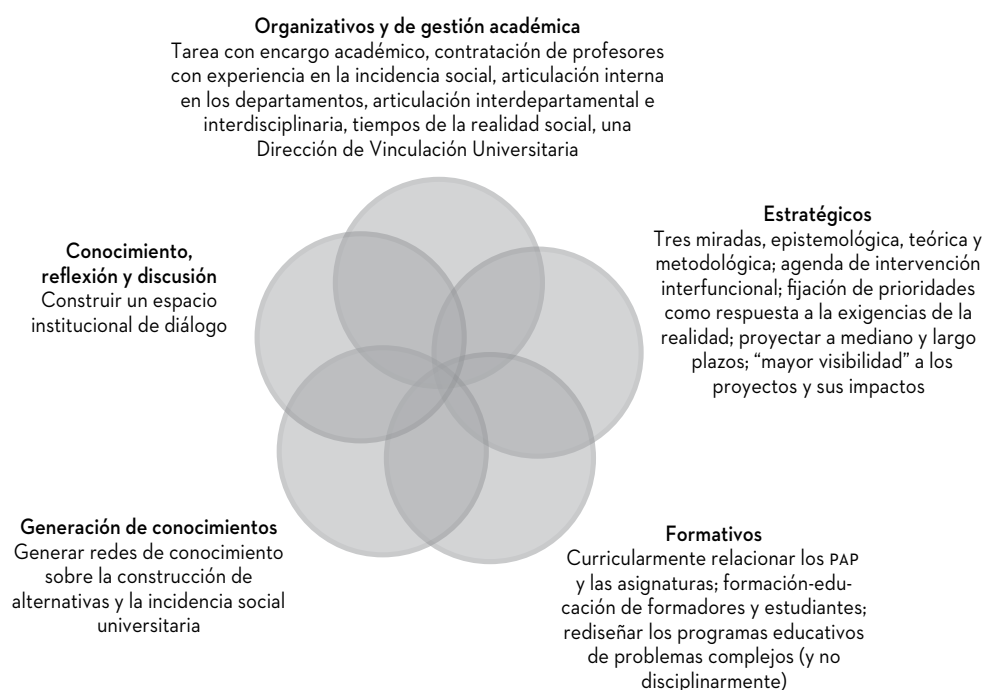 Organizativos y de gestión académica
Tarea con encargo académico, contratación de profesores
con experiencia en la incidencia social, articulación interna
en los departamentos, articulación interdepartamental e
interdisciplinaria, tiempos de la realidad social, una
Dirección de Vinculación Universitaria
Estratégicos
Tres miradas, epistemológica, teórica y
metodológica; agenda de intervención
interfuncional; fijación de prioridades
como respuesta a la exigencias de la
realidad; proyectar a mediano y largo
plazos; “mayor visibilidad” a los
proyectos y sus impactos
Conocimiento,
reflexión y discusión
Construir un espacio
institucional de diálogo
Generación de conocimientos
Generar redes de conocimiento
sobre la construcción de
alternativas y la incidencia social
universitaria
Formativos
Curricularmente relacionar los PAP
y las asignaturas; formación-edu-
cación de formadores y estudiantes;
rediseñar los programas educativos
de problemas complejos (y no
disciplinarmente)